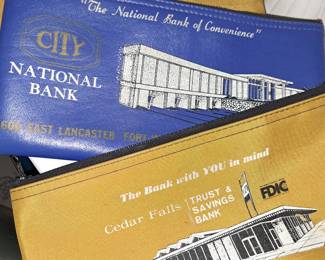 "The National Bank of Convenience"
CITY
NATIONAL
BANK
EAST LANCASTER FORT
The Bank with YOU in mind
Cedar Falls TRUST &
SAVINGS
BANK
FDIC